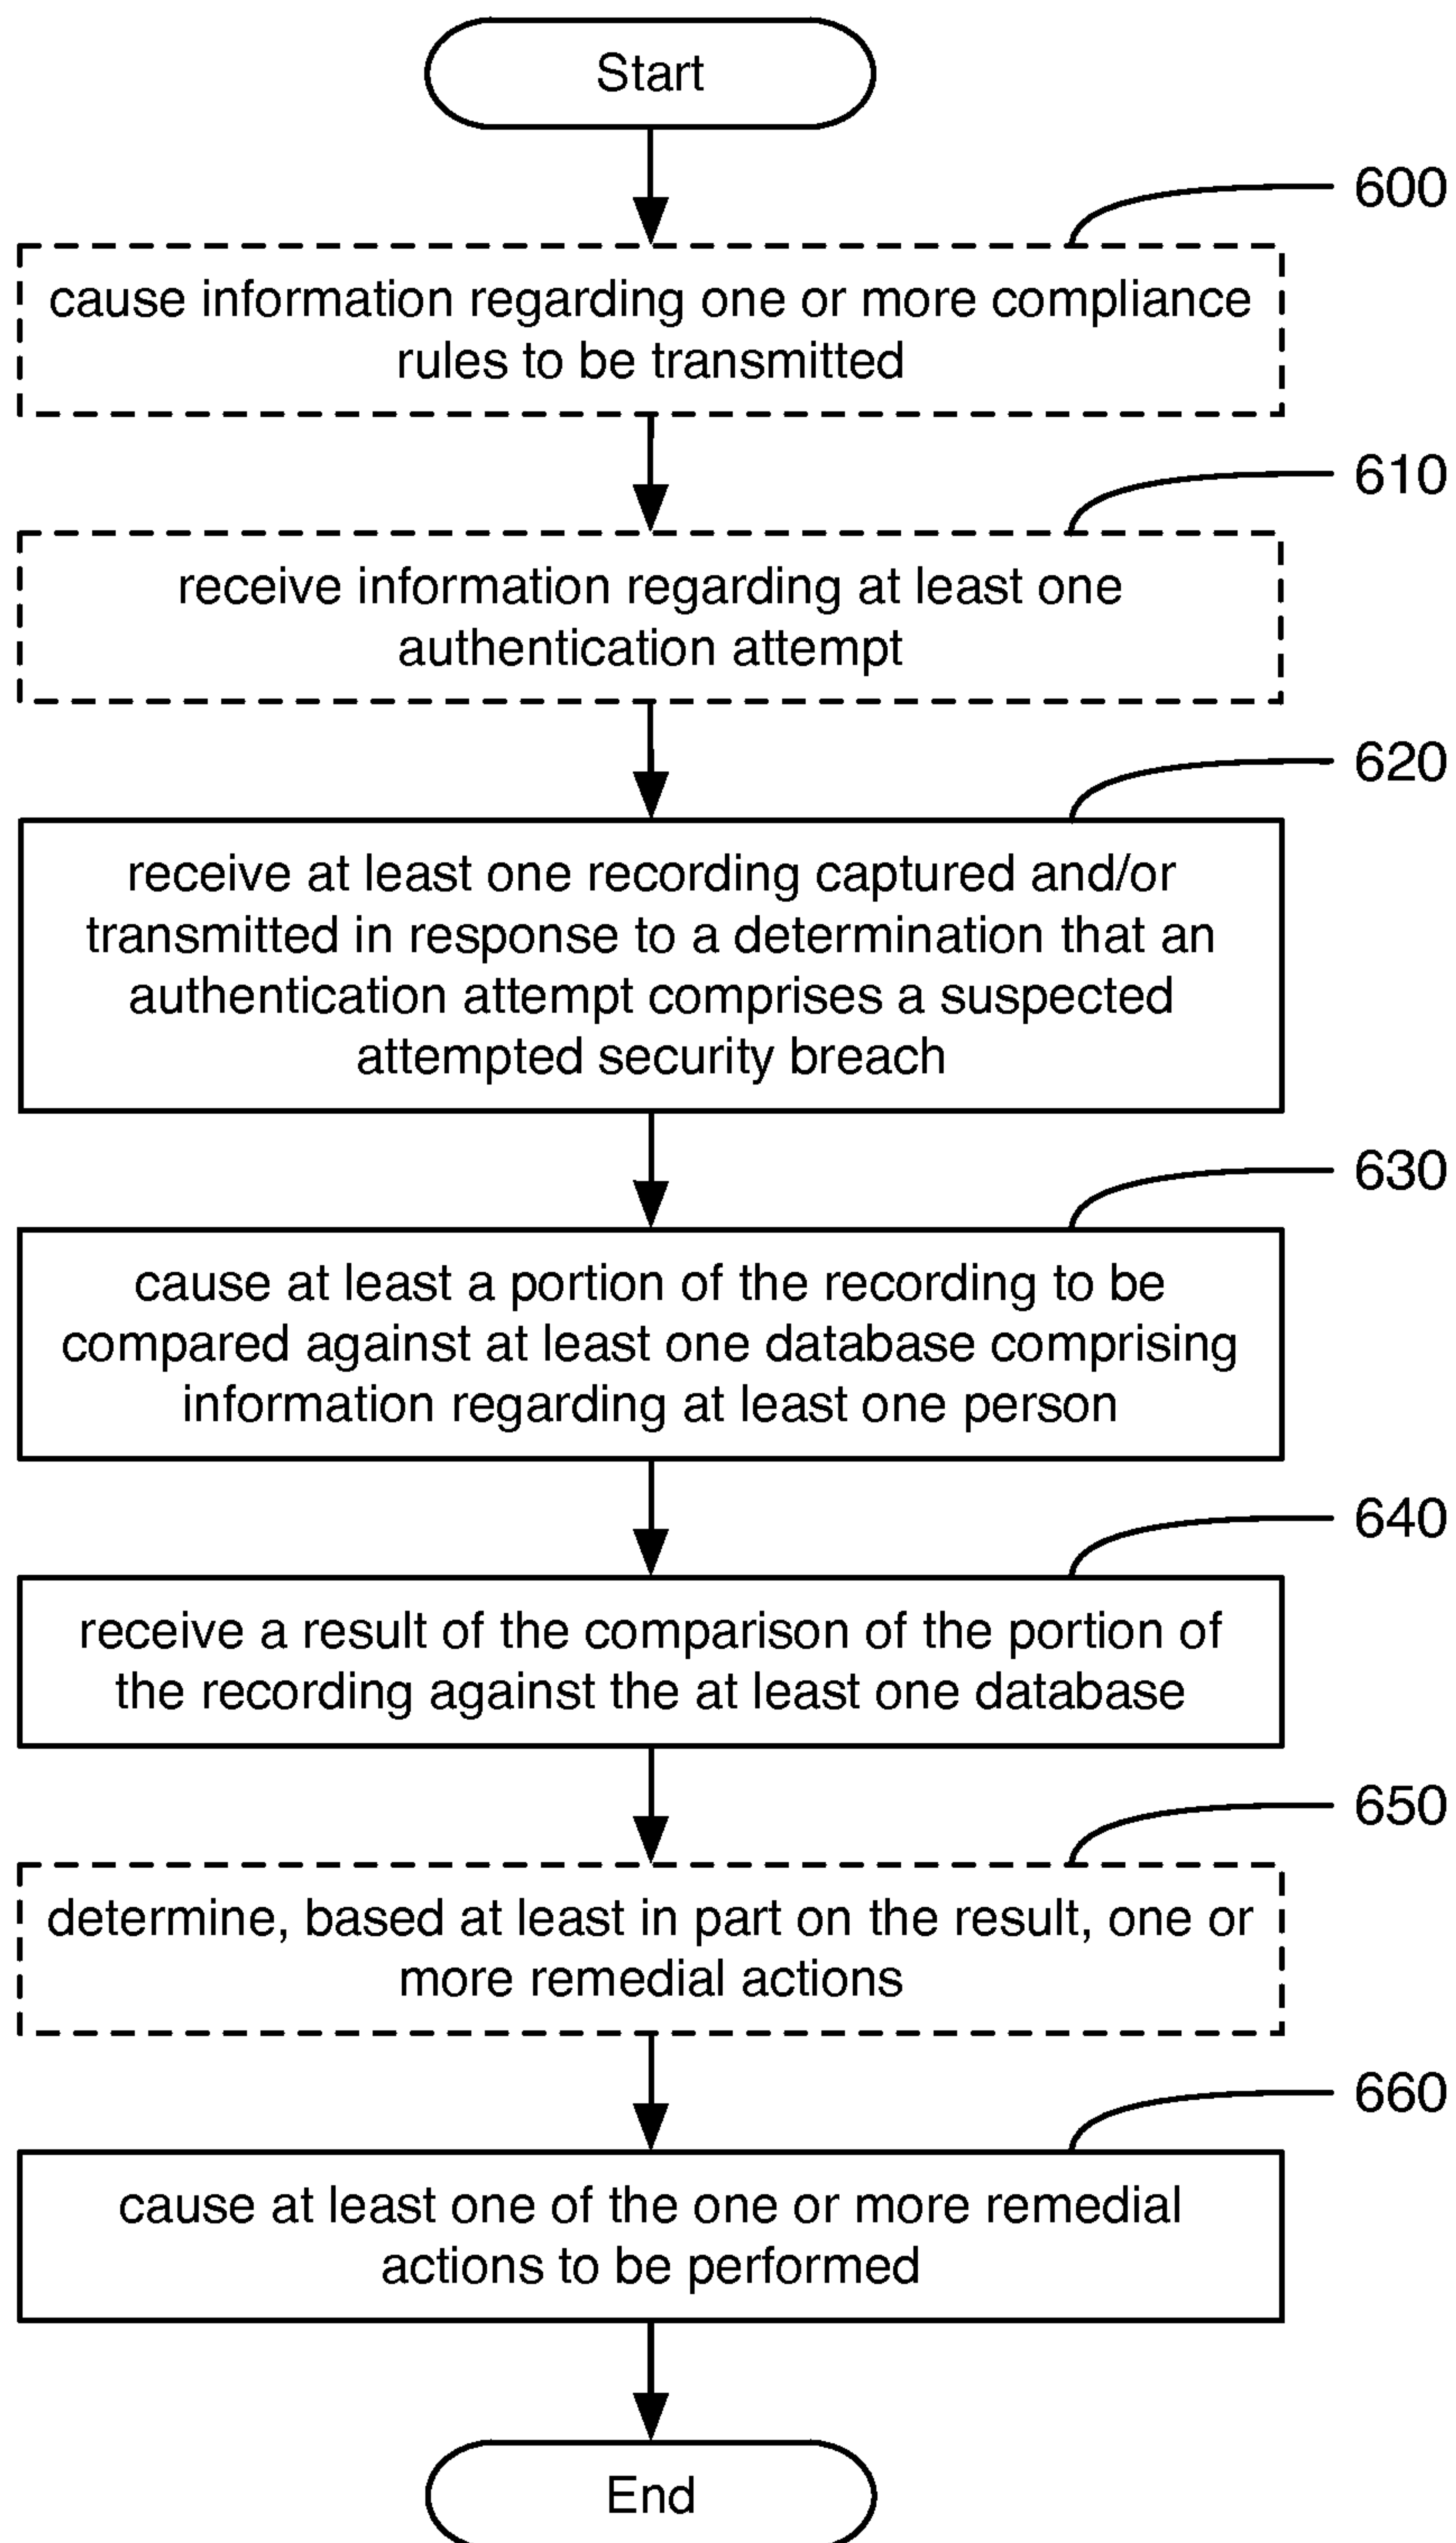 Start
600
cause information regarding one or more compliance
rules to be transmitted
610
receive information regarding at least one
authentication attempt
620
receive at least one recording captured and/or
transmitted in response to a determination that an
authentication attempt comprises a suspected
attempted security breach
630
cause at least a portion of the recording to be
compared against at least one database comprising
information regarding at least one person
640
receive a result of the comparison of the portion of
the recording against the at least one database
650
determine, based at least in part on the result, one or
more remedial actions
660
cause at least one of the one or more remedial
actions to be performed
End